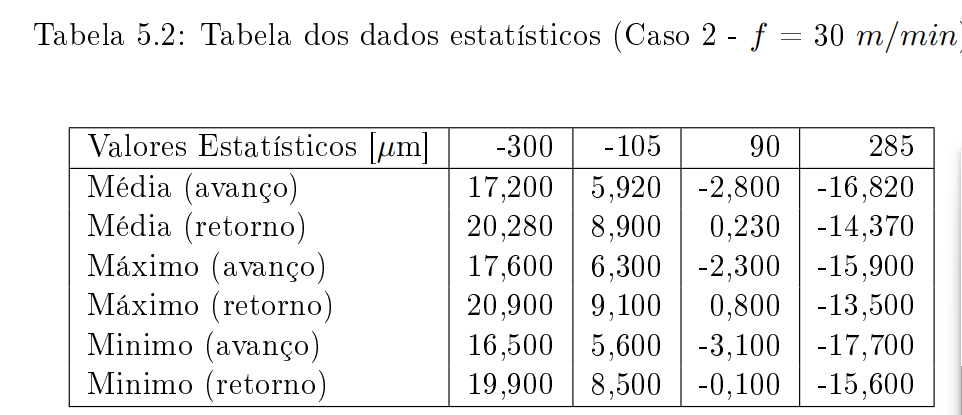 Tabela 5.2: Tabela dos dados estatísticos (Caso 2 - f = 30 m/min)
Valores Estatísticos [μm] -300 -105 90 285
Média (avanço) 17,200 5,920 -2,800 -16,820
Média (retorno) 20,280 8,900 0,230 -14,370
Máximo (avanço) 17,600 6,300 -2,300 -15,900
Máximo (retorno) 20,900 9,100 0,800 -13,500
Minimo (avanço) 16,500 5,600 -3,100 -17,700
Minimo (retorno) 19,900 8,500 -0,100 -15,600